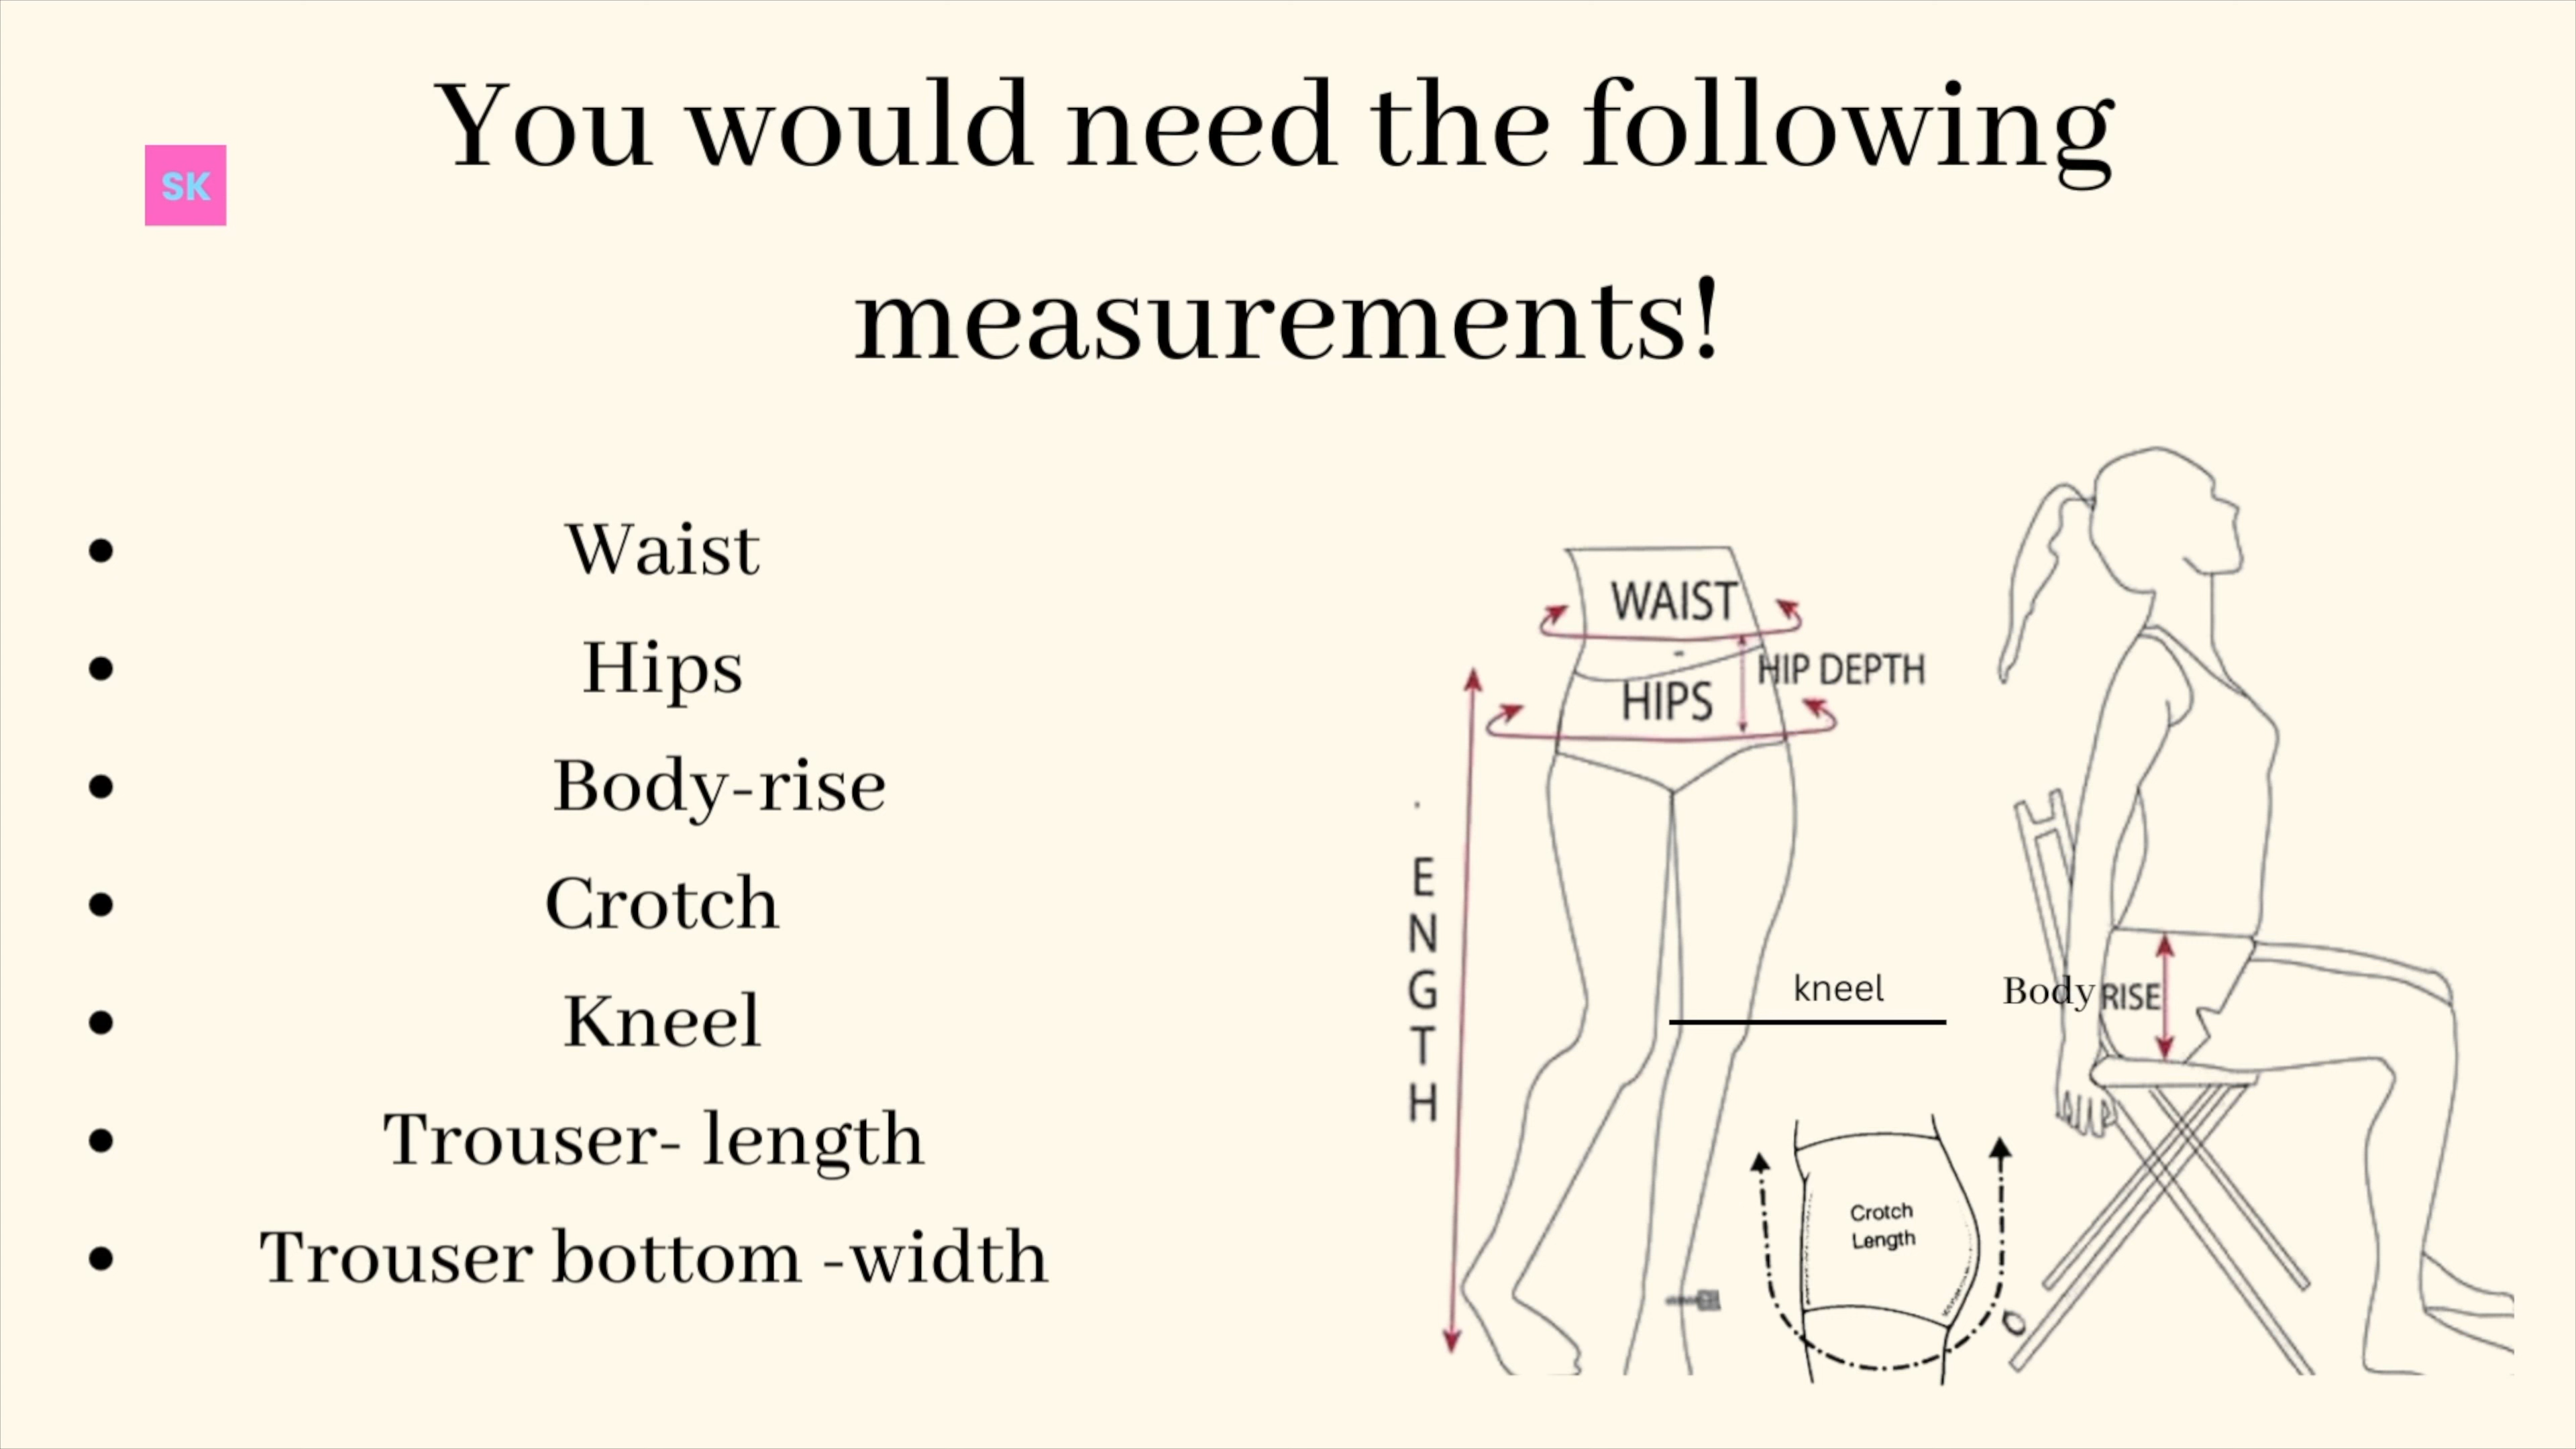 You would need the following
measurements!
SK
• Waist
• Hips
• Body-rise
• Crotch
• Kneel
• Trouser- length
• Trouser bottom -width
WAIST
HIP DEPTH
HIPS
E
N
G
T
H
kneel
Body RISE
Crotch
Length